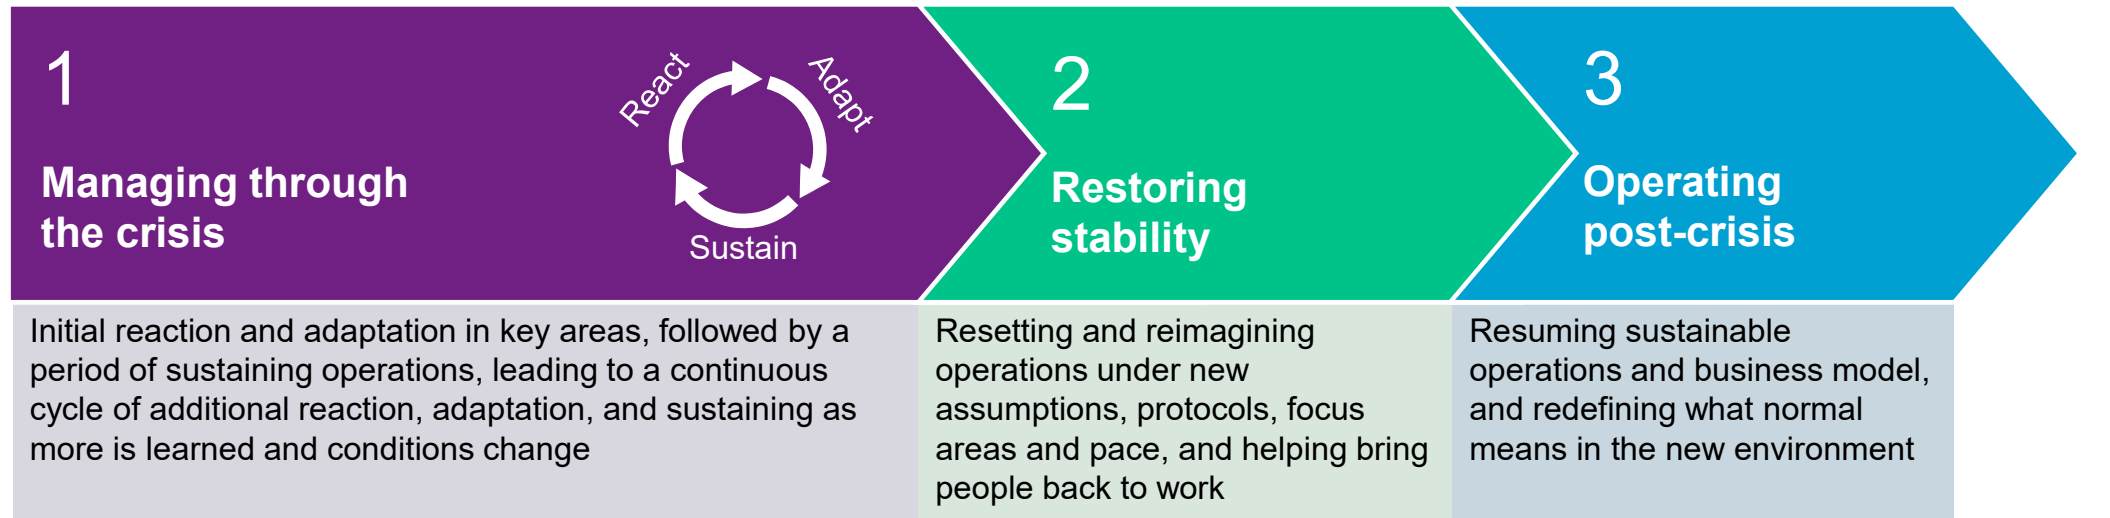 1
Managing through
the crisis
React
Adapt
Sustain
Initial reaction and adaptation in key areas, followed by a
period of sustaining operations, leading to a continuous
cycle of additional reaction, adaptation, and sustaining as
more is learned and conditions change
2
Restoring
stability
Resetting and reimagining
operations under new
assumptions, protocols, focus
areas and pace, and helping bring
people back to work
3
Operating
post-crisis
Resuming sustainable
operations and business model,
and redefining what normal
means in the new environment